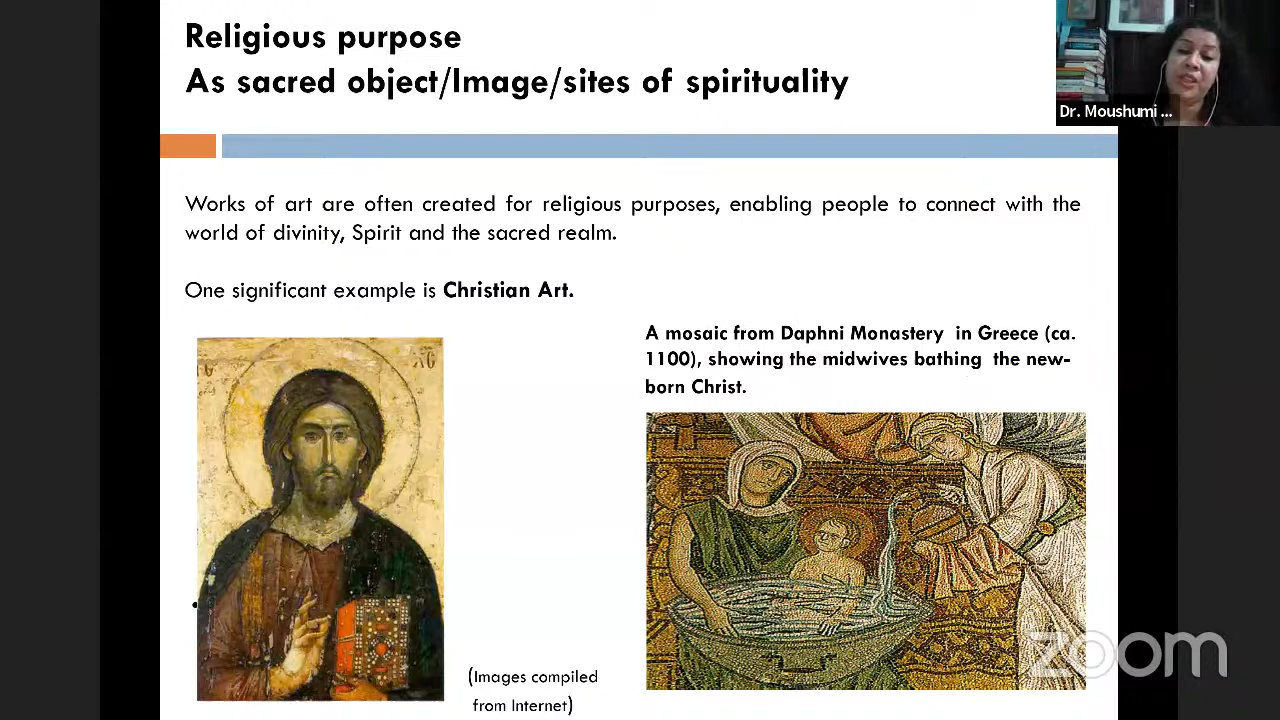 Religious purpose
As sacred object/Image/sites of spirituality
Dr. Moushumi ...
Works of art are often created for religious purposes, enabling people to connect with the
world of divinity, Spirit and the sacred realm.
One significant example is Christian Art.
A mosaic from Daphni Monastery in Greece (ca.
1100), showing the midwives bathing the new-
born Christ.
(Images compiled
from Internet)
zoom